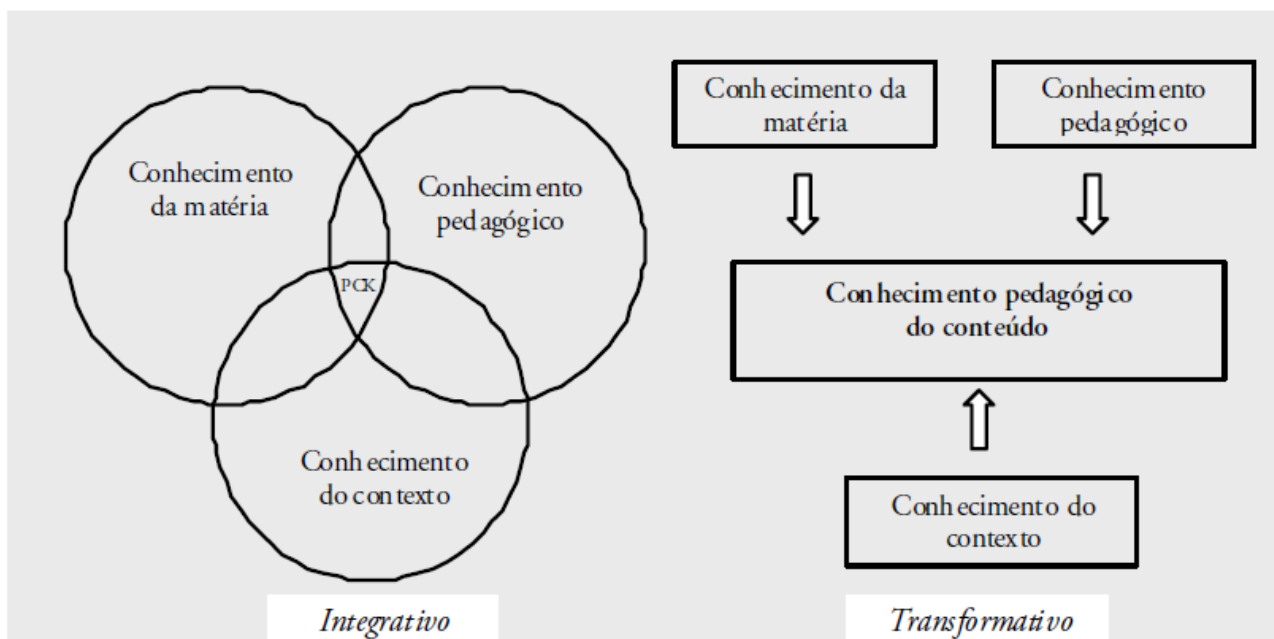 Conhecimento
da matéria
Conhecimento
pedagógico
PCK
Conhecimento
do contexto
Integrativo
Conhecimento da
matéria
Conhecimento
pedagógico
Conhecimento pedagógico
do conteúdo
Conhecimento do
contexto
Transformativo